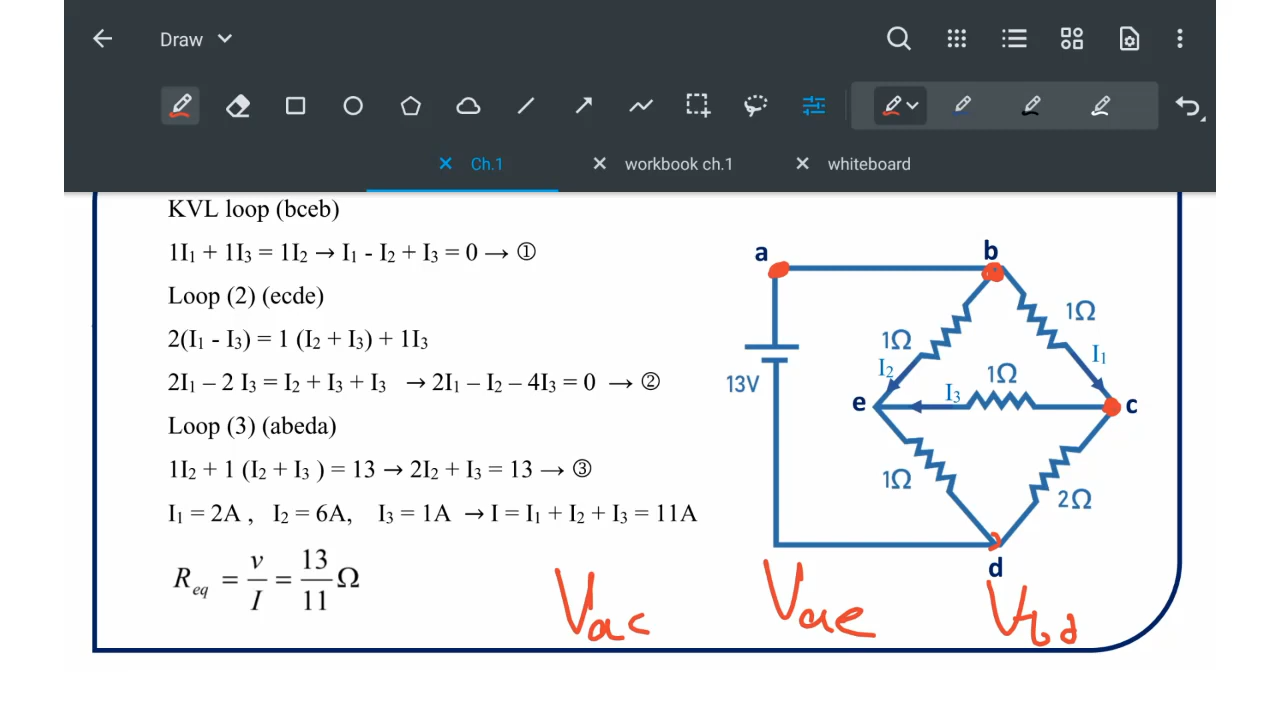 Draw
Ch.1
workbook ch.1
whiteboard
KVL loop (bceb)
1I₁ + 1I₃ = 1I₂ → I₁ - I₂ + I₃ = 0 → ①
Loop (2) (ecde)
2(I₁ - I₃) = 1 (I₂ + I₃) + 1I₃
2I₁ – 2 I₃ = I₂ + I₃ + I₃ → 2I₁ – I₂ – 4I₃ = 0 → ②
Loop (3) (abeda)
1I₂ + 1 (I₂ + I₃ ) = 13 → 2I₂ + I₃ = 13 → ③
I₁ = 2A , I₂ = 6A, I₃ = 1A → I = I₁ + I₂ + I₃ = 11A
R_eq = v/I = 13/11 Ω
a
b
1Ω
1Ω
I₂
I₁
1Ω
13V
I₃
e
c
1Ω
2Ω
d
Vac
Vae
Vbd